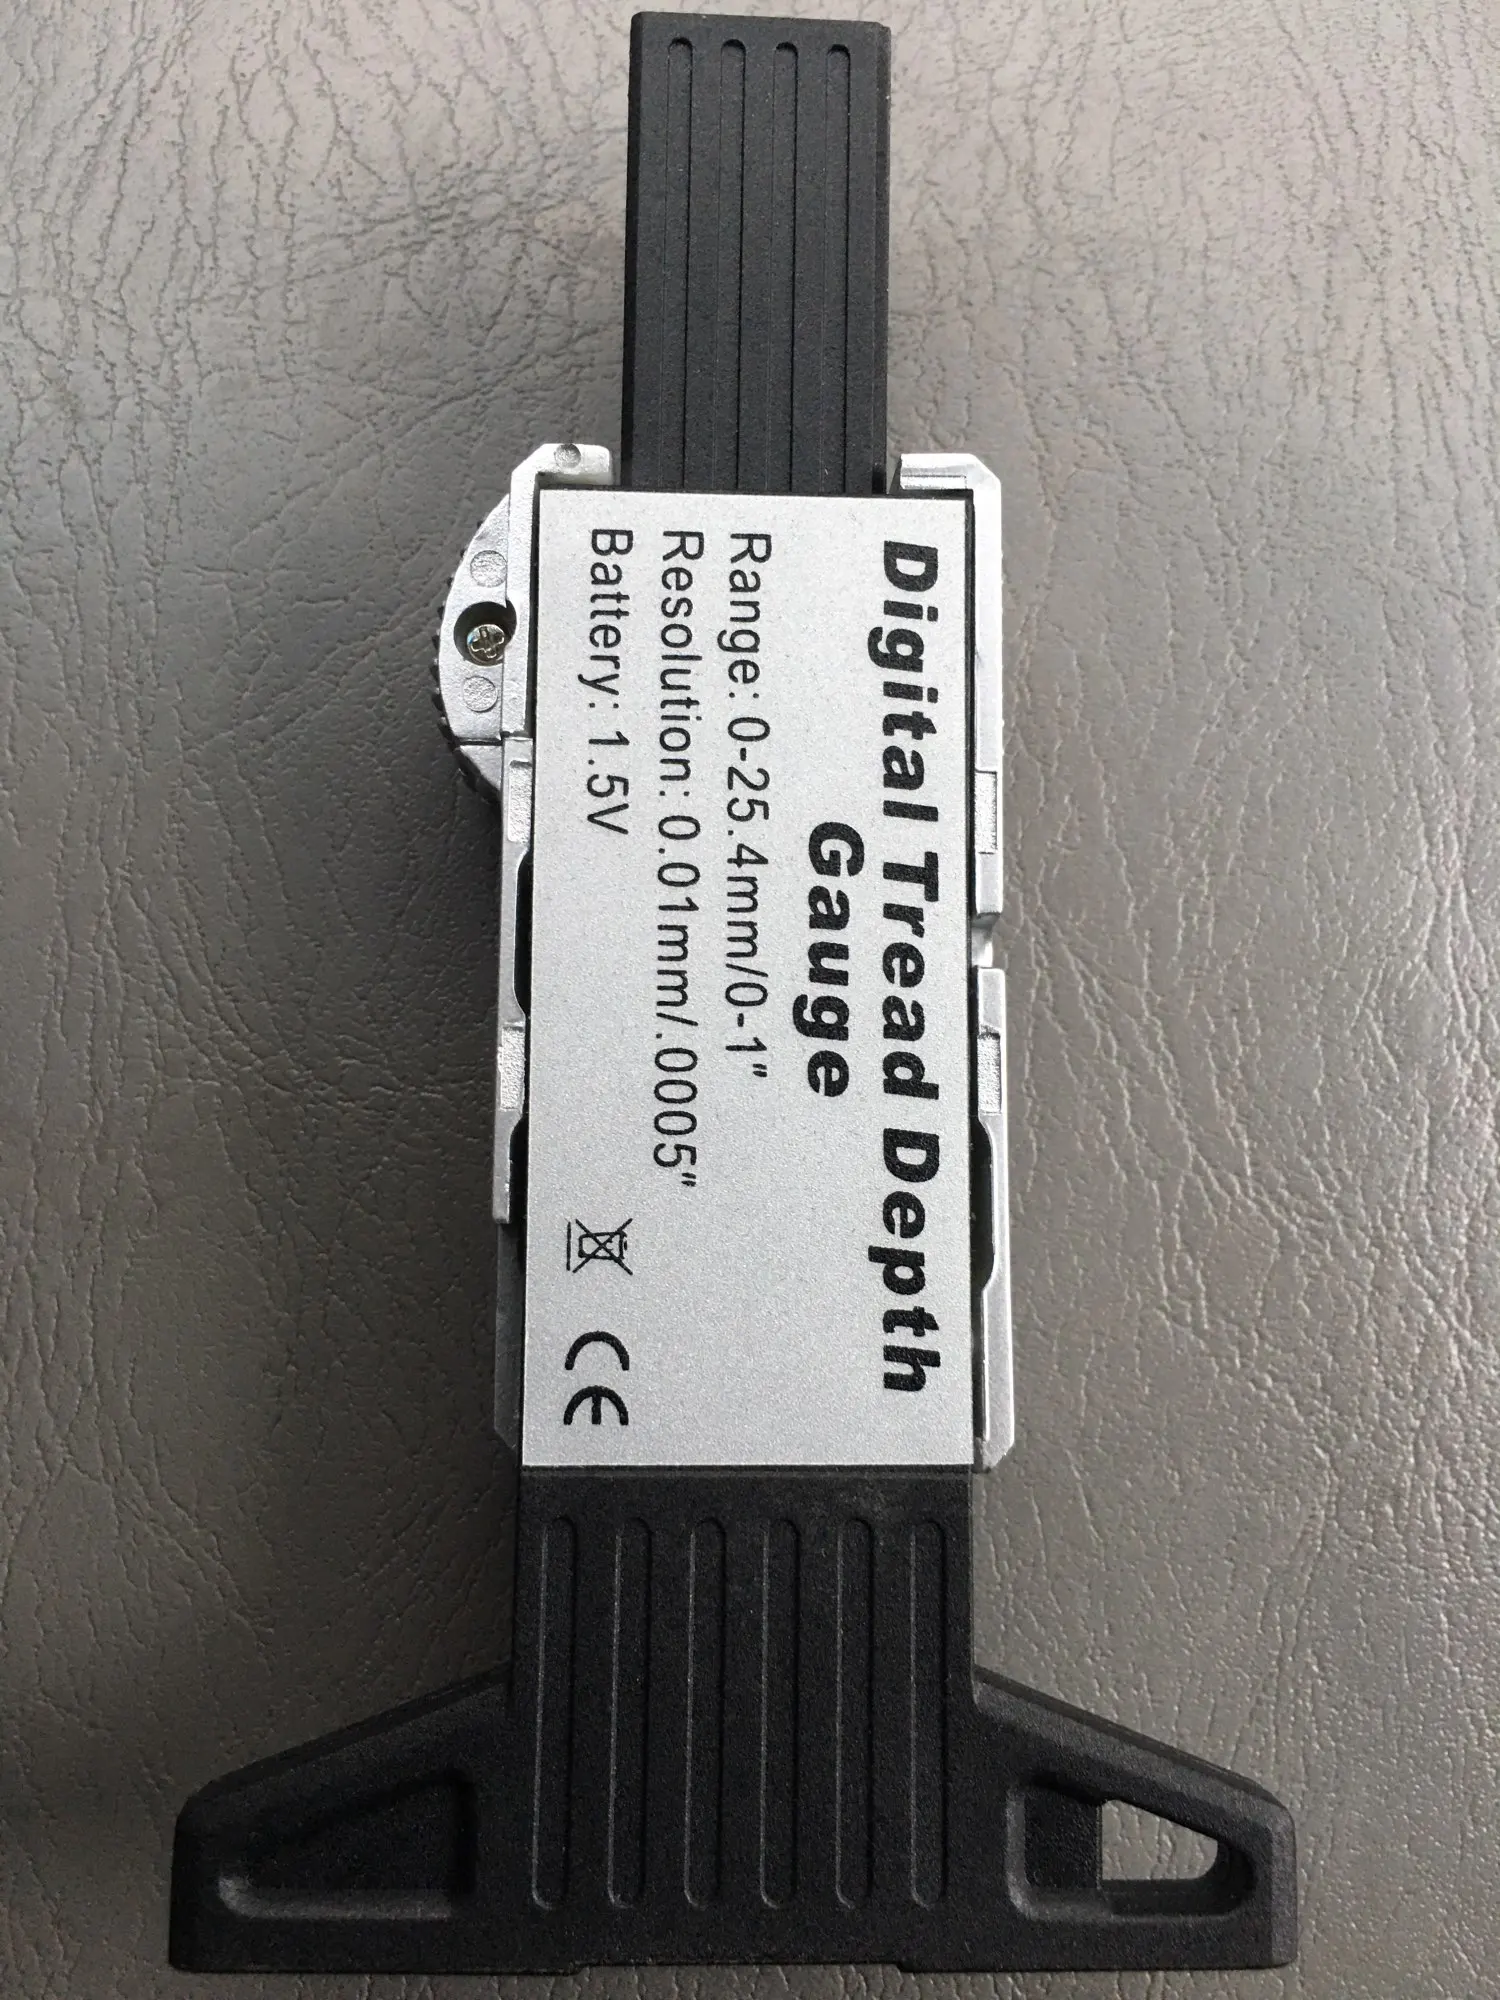 Digital Tread Depth
Gauge
Range: 0-25.4mm/0-1"
Resolution: 0.01mm/.0005"
Battery: 1.5V
CE